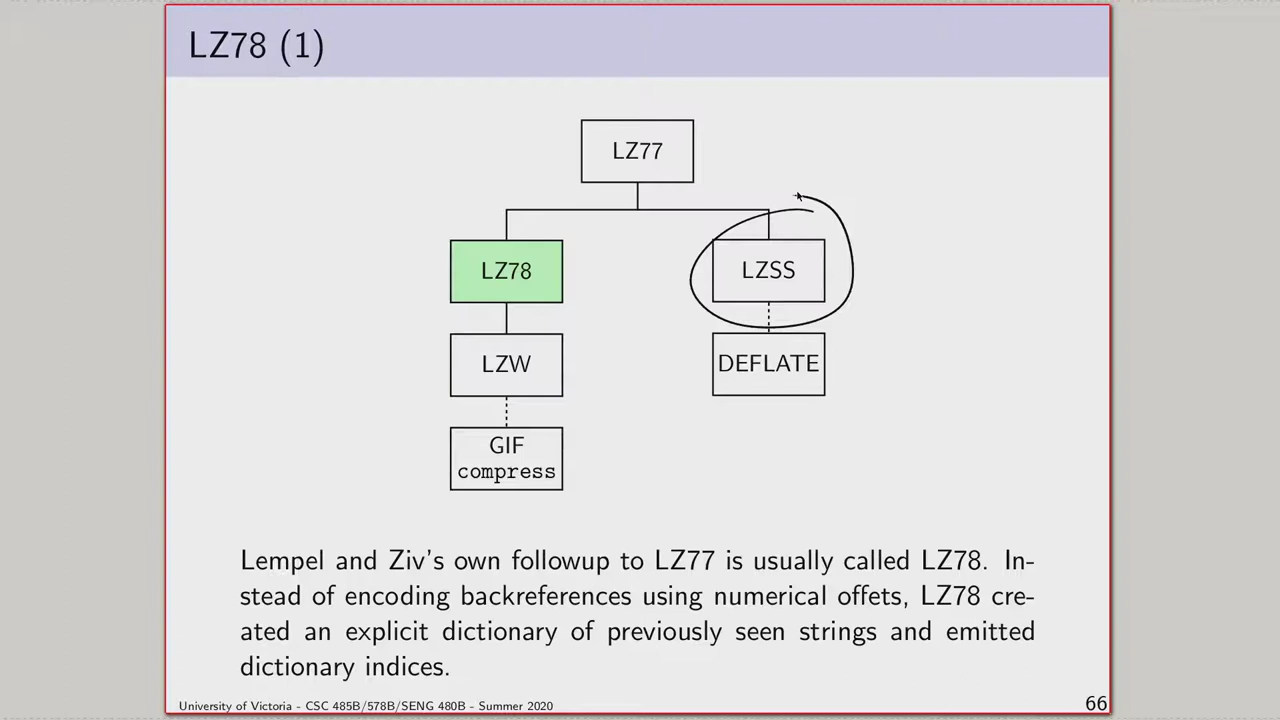 LZ78 (1)
LZ77
LZ78
LZSS
LZW
DEFLATE
GIF
compress
Lempel and Ziv's own followup to LZ77 is usually called LZ78. In-
stead of encoding backreferences using numerical offets, LZ78 cre-
ated an explicit dictionary of previously seen strings and emitted
dictionary indices.
University of Victoria - CSC 485B/578B/SENG 480B - Summer 2020
66